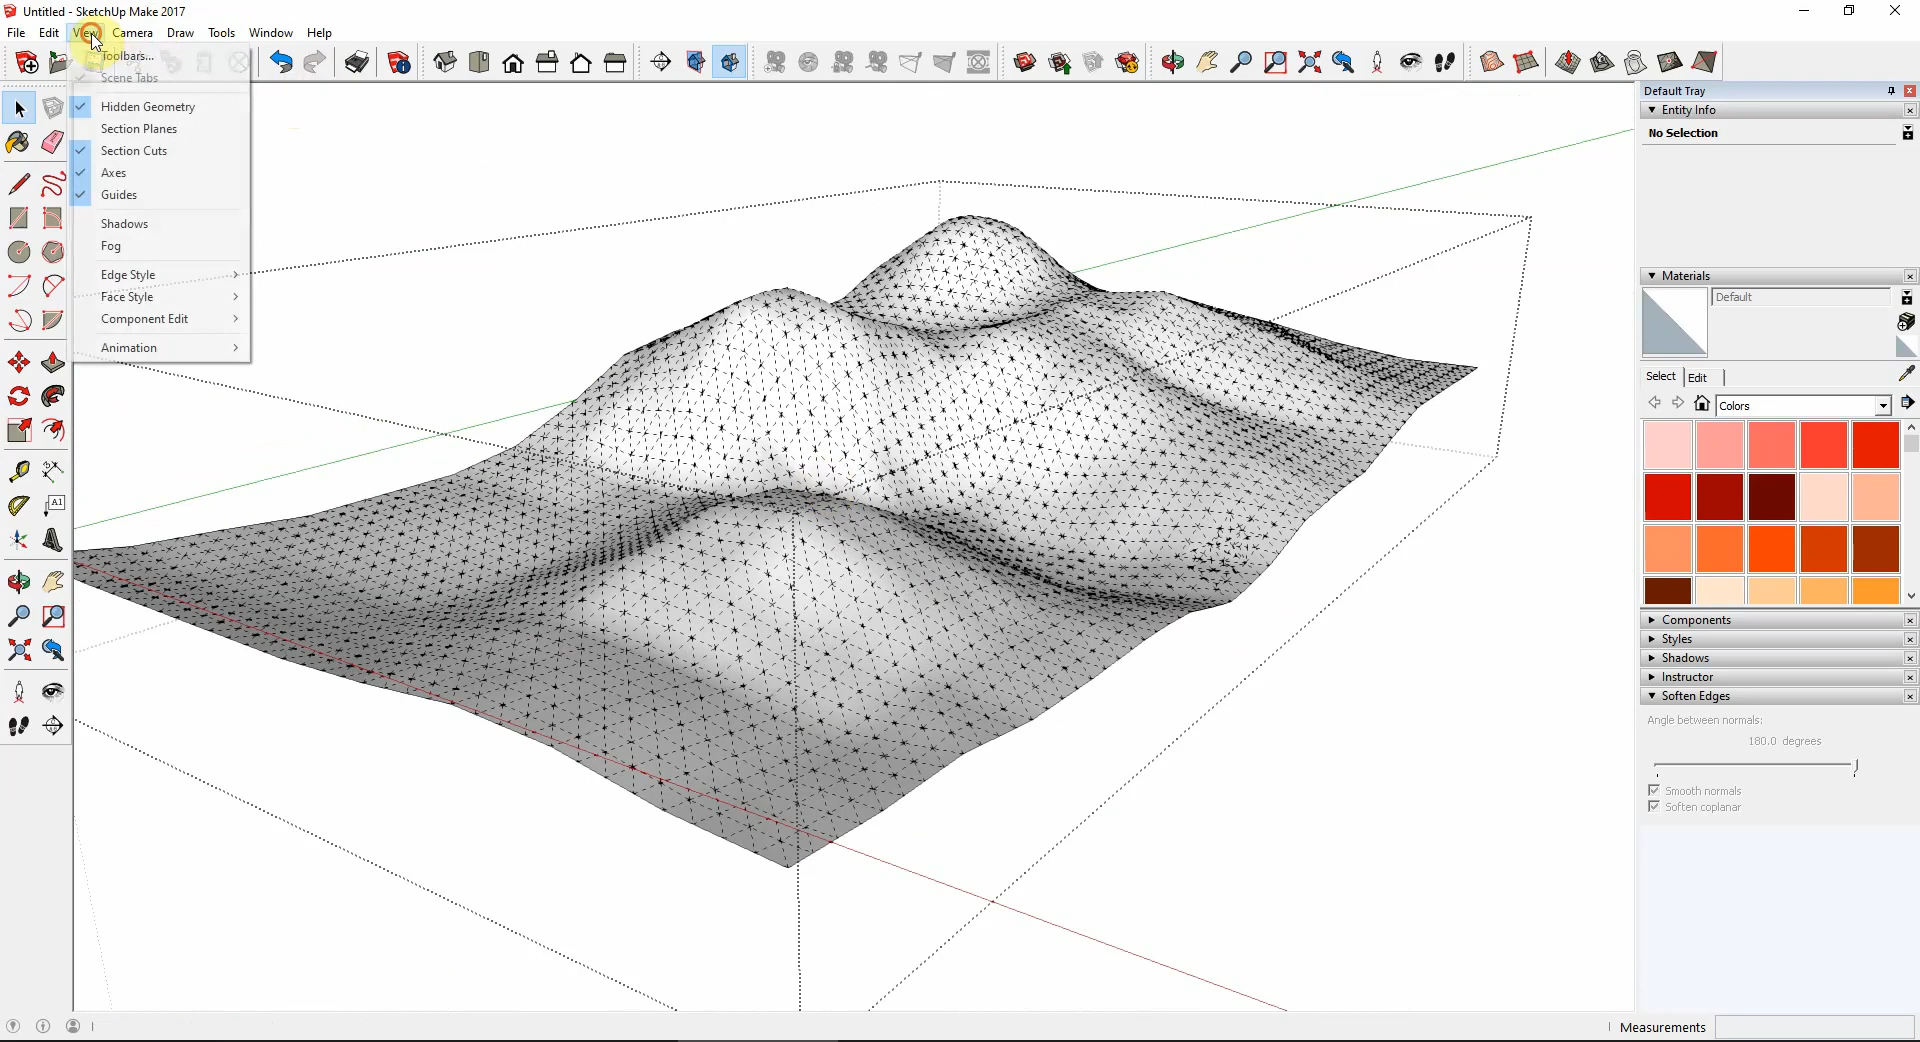 Untitled - SketchUp Make 2017
File Edit View Camera Draw Tools Window Help
Toolbars...
Scene Tabs
Hidden Geometry
Section Planes
Section Cuts
Axes
Guides
Shadows
Fog
Edge Style
Face Style
Component Edit
Animation
A1
Default Tray
Entity Info
No Selection
Materials
Default
Select Edit
Colors
Components
Styles
Shadows
Instructor
Soften Edges
Angle between normals:
180.0 degrees
Smooth normals
Soften coplanar
Measurements